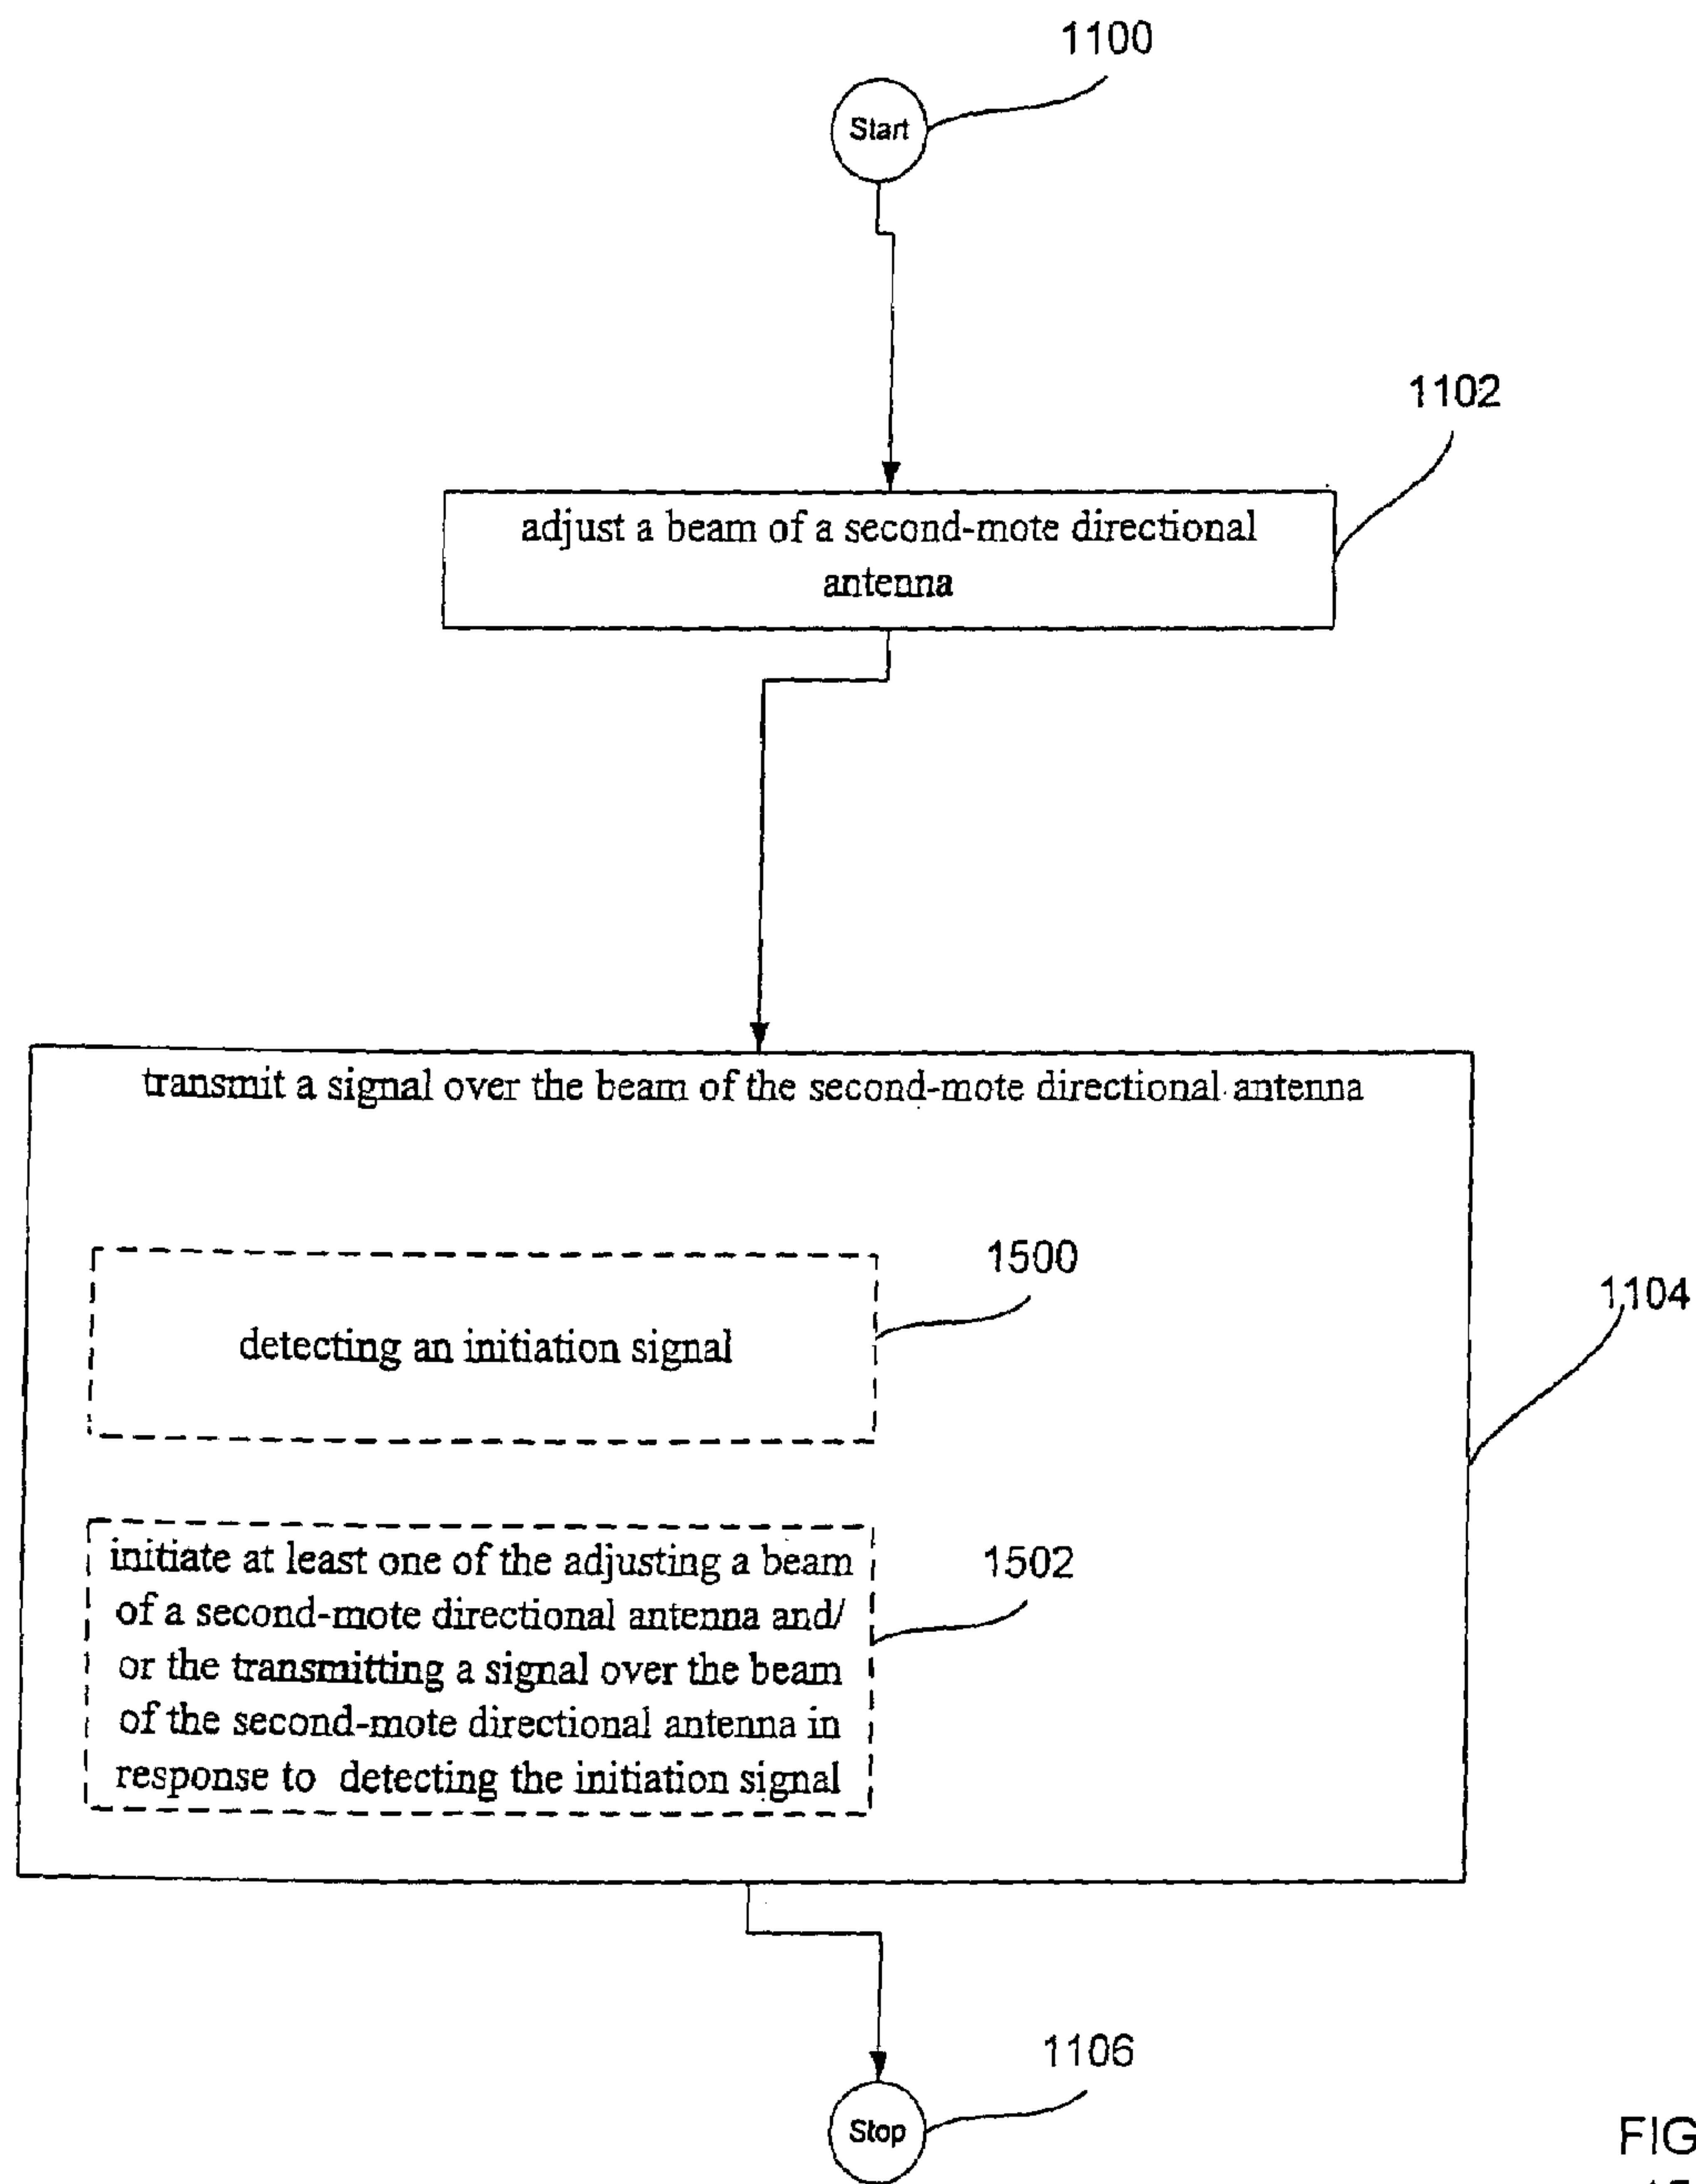 1100
Start
1102
adjust a beam of a second-mote directional
antenna
transmit a signal over the beam of the second-mote directional antenna
1500
detecting an initiation signal
1104
1502
initiate at least one of the adjusting a beam
of a second-mote directional antenna and/
or the transmitting a signal over the beam
of the second-mote directional antenna in
response to detecting the initiation signal
1106
Stop
FIG